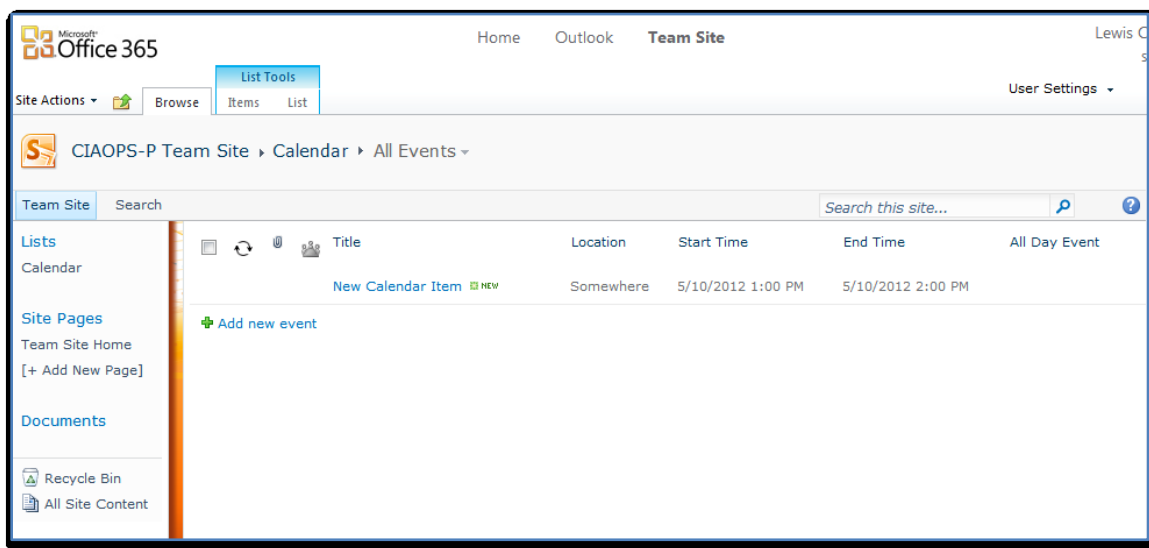 Microsoft®
Office 365
Home Outlook Team Site
Lewis C
s
List Tools
User Settings
Site Actions Browse Items List
CIAOPS-P Team Site Calendar All Events
Team Site Search
Search this site...
Lists
Calendar
Title Location Start Time End Time All Day Event
New Calendar Item NEW Somewhere 5/10/2012 1:00 PM 5/10/2012 2:00 PM
Add new event
Site Pages
Team Site Home
[+ Add New Page]
Documents
Recycle Bin
All Site Content